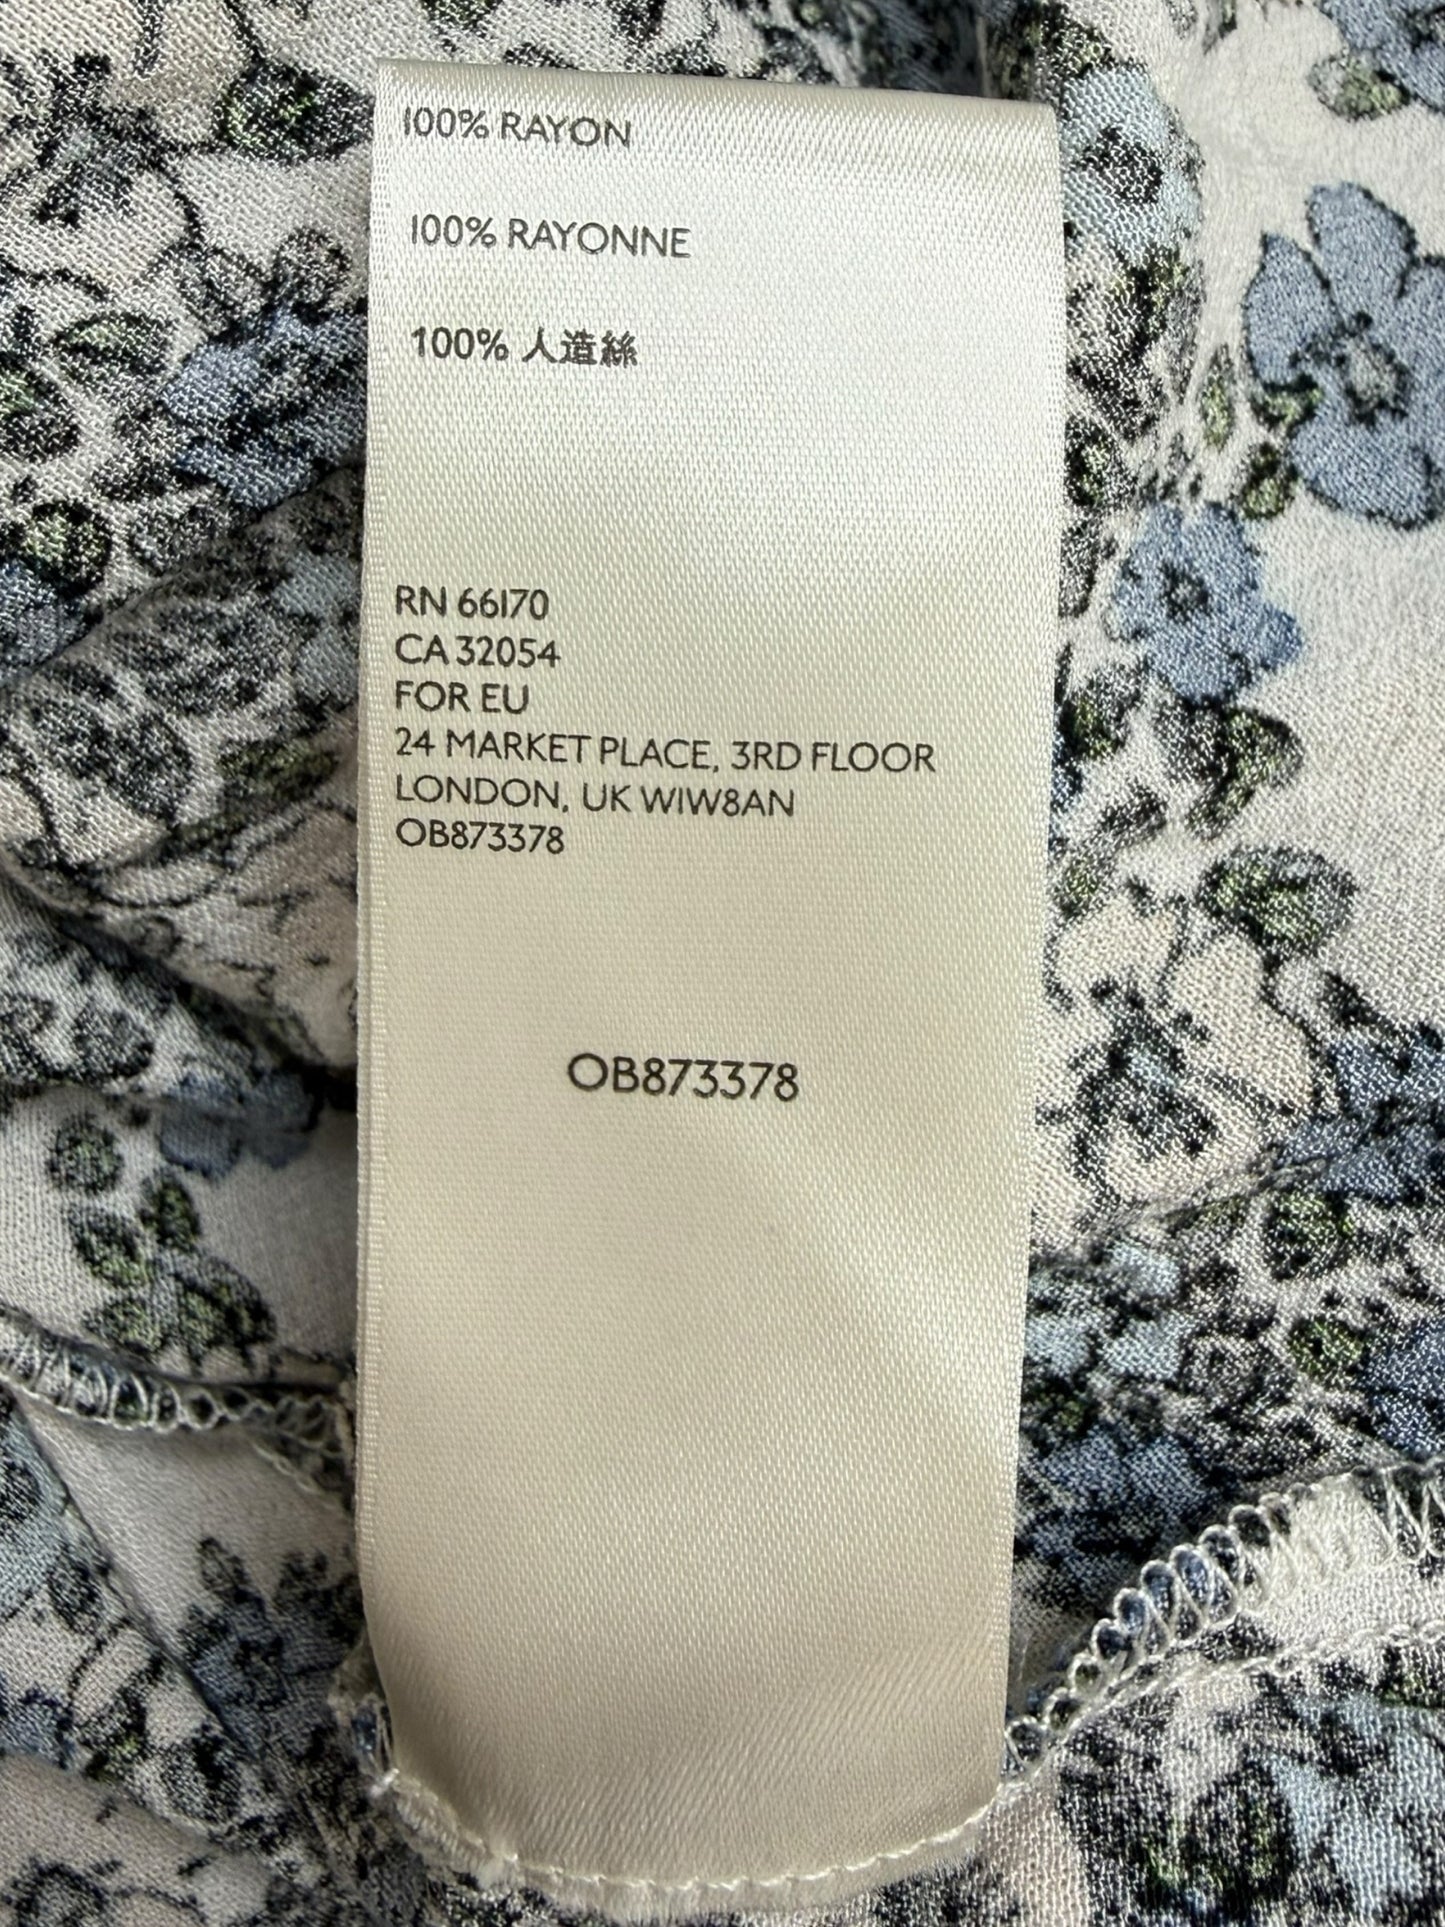 100% RAYON
100% RAYONNE
100% 人造絲
RN 66170
CA 32054
FOR EU
24 MARKET PLACE, 3RD FLOOR
LONDON, UK W1W8AN
OB873378
OB873378